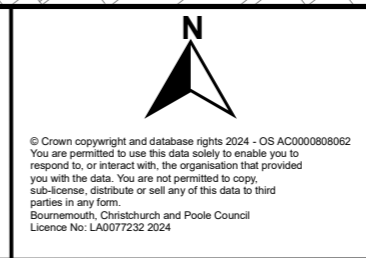 N
© Crown copywright and database rights 2024 - OS AC0000808062
You are permitted to use this data solely to enable you to
respond to, or interact with, the organisation that provided
you with the data. You are not permitted to copy,
sub-license, distribute or sell any of this data to third
parties in any form.
Bournemouth, Christchurch and Poole Council
Licence No: LA0077232 2024